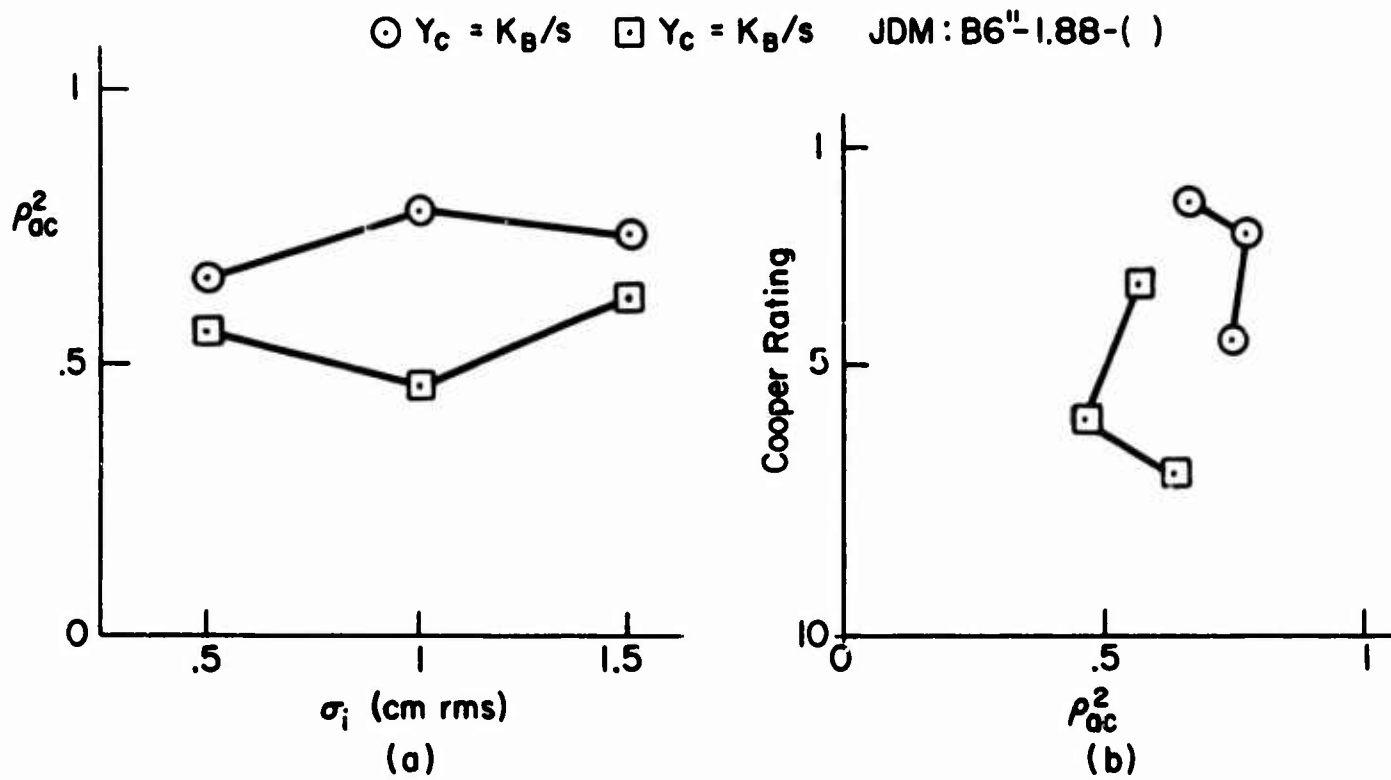 ⊙ Y_C = K_B/s ⊡ Y_C = K_B/s JDM: B6"-1.88-( )
1
ρ²_ac
.5
0
.5 1 1.5
σ_i (cm rms)
(a)
1
Cooper Rating
5
10
0 .5 1
ρ²_ac
(b)